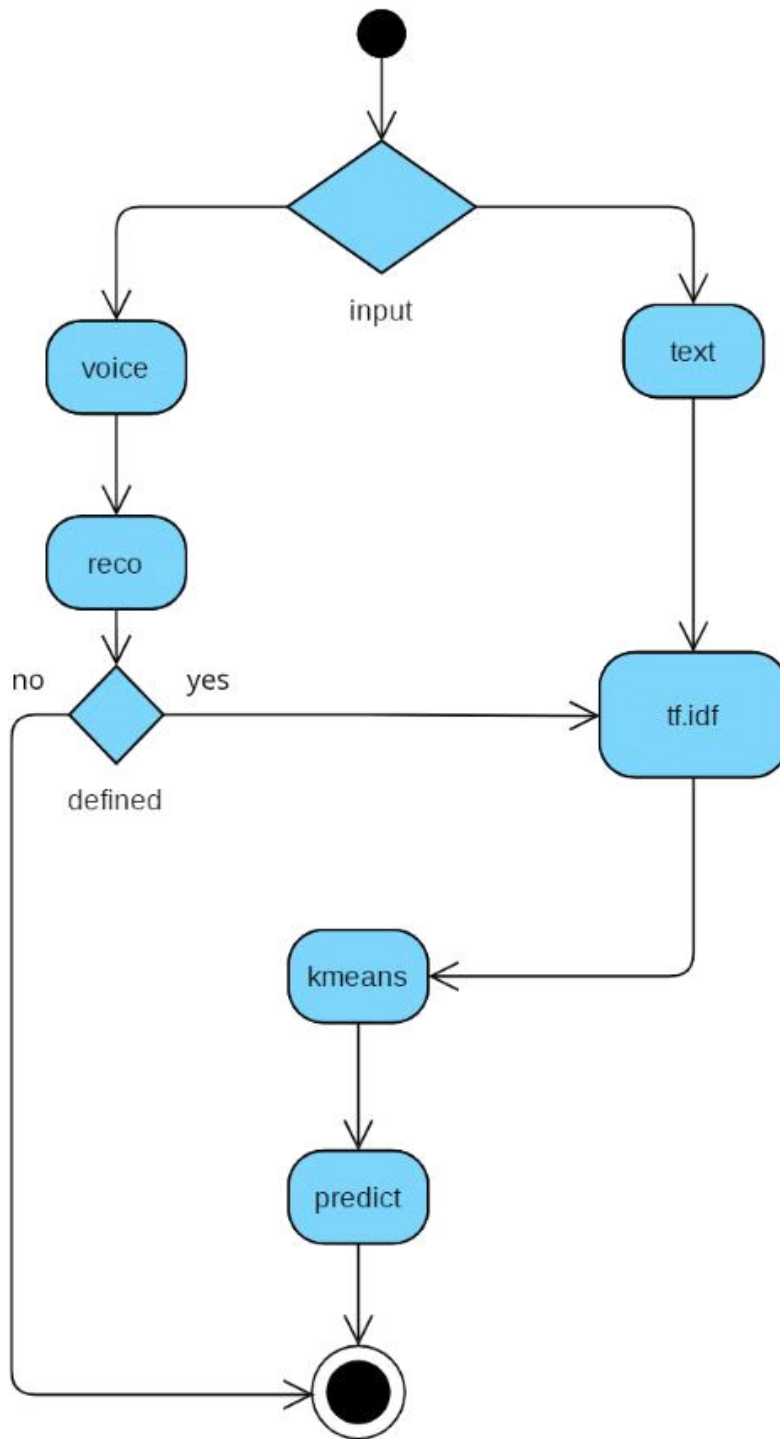 input
voice
text
reco
no
yes
tf.idf
defined
kmeans
predict